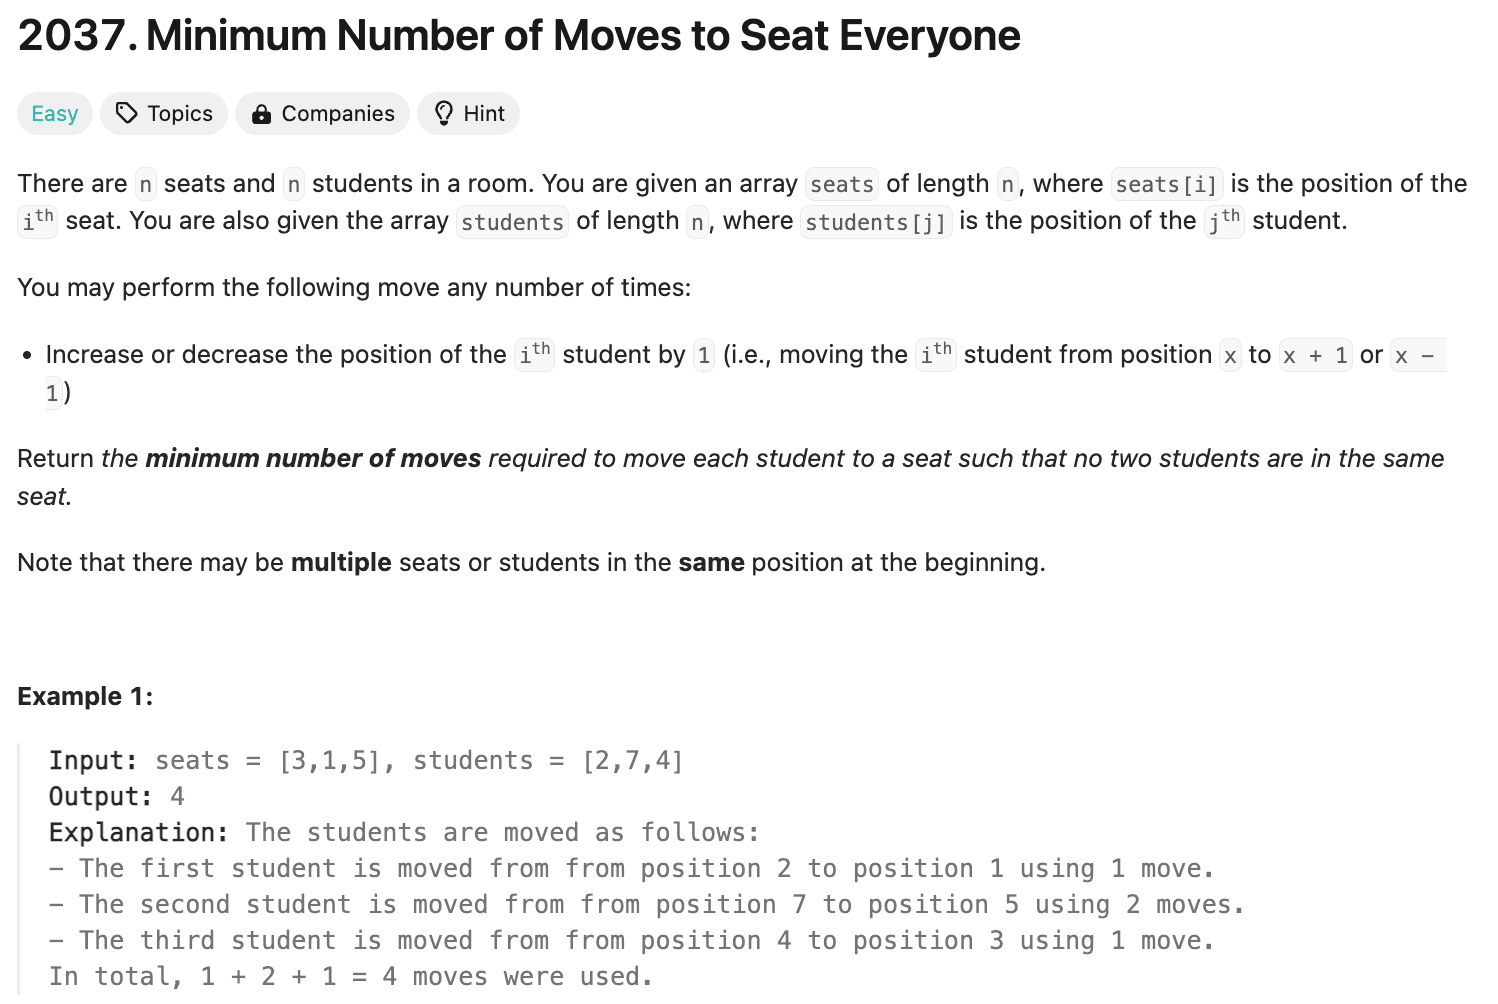 2037. Minimum Number of Moves to Seat Everyone
Easy Topics Companies Hint
There are n seats and n students in a room. You are given an array seats of length n, where seats[i] is the position of the
ith seat. You are also given the array students of length n, where students[j] is the position of the jth student.
You may perform the following move any number of times:
• Increase or decrease the position of the ith student by 1 (i.e., moving the ith student from position x to x + 1 or x -
1)
Return the minimum number of moves required to move each student to a seat such that no two students are in the same
seat.
Note that there may be multiple seats or students in the same position at the beginning.
Example 1:
Input: seats = [3,1,5], students = [2,7,4]
Output: 4
Explanation: The students are moved as follows:
- The first student is moved from from position 2 to position 1 using 1 move.
- The second student is moved from from position 7 to position 5 using 2 moves.
- The third student is moved from from position 4 to position 3 using 1 move.
In total, 1 + 2 + 1 = 4 moves were used.